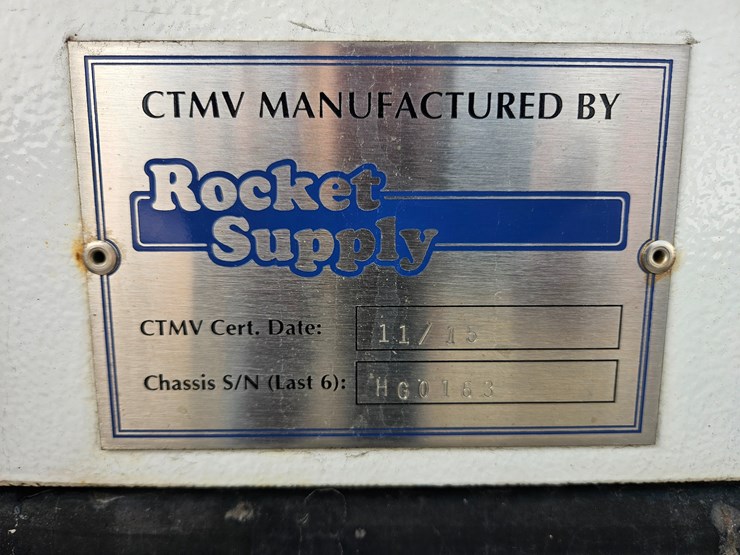 CTMV MANUFACTURED BY
Rocket
Supply
CTMV Cert. Date: 11/15
Chassis S/N (Last 6): HG0163